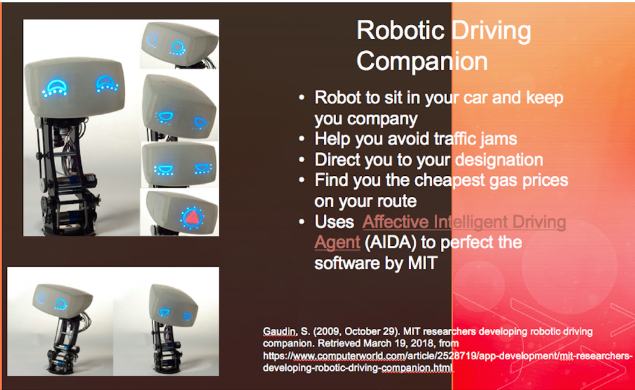 Robotic Driving
Companion
• Robot to sit in your car and keep
you company
• Help you avoid traffic jams
• Direct you to your designation
• Find you the cheapest gas prices
on your route
• Uses Affective Intelligent Driving
Agent (AIDA) to perfect the
software by MIT
Gaudin, S. (2009, October 29). MIT researchers developing robotic driving
companion. Retrieved March 19, 2018, from
https://www.computerworld.com/article/2528719/app-development/mit-researchers-
developing-robotic-driving-companion.html